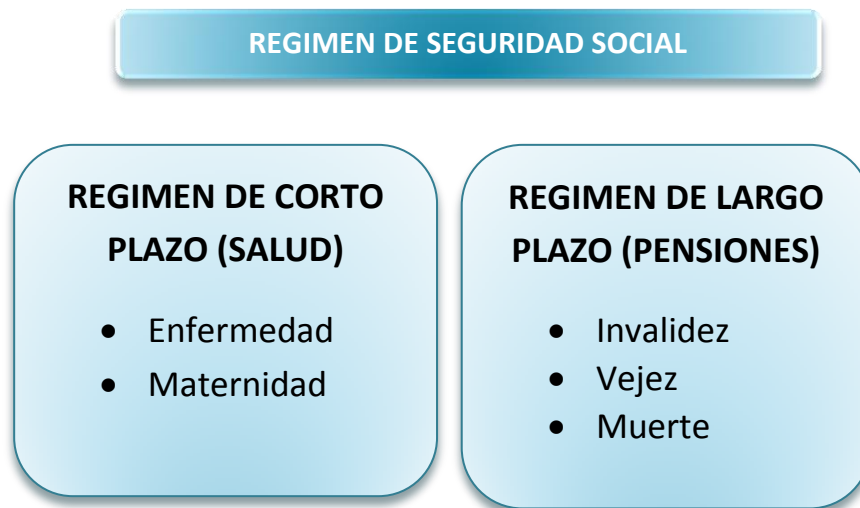 REGIMEN DE SEGURIDAD SOCIAL
REGIMEN DE CORTO
PLAZO (SALUD)
• Enfermedad
• Maternidad
REGIMEN DE LARGO
PLAZO (PENSIONES)
• Invalidez
• Vejez
• Muerte